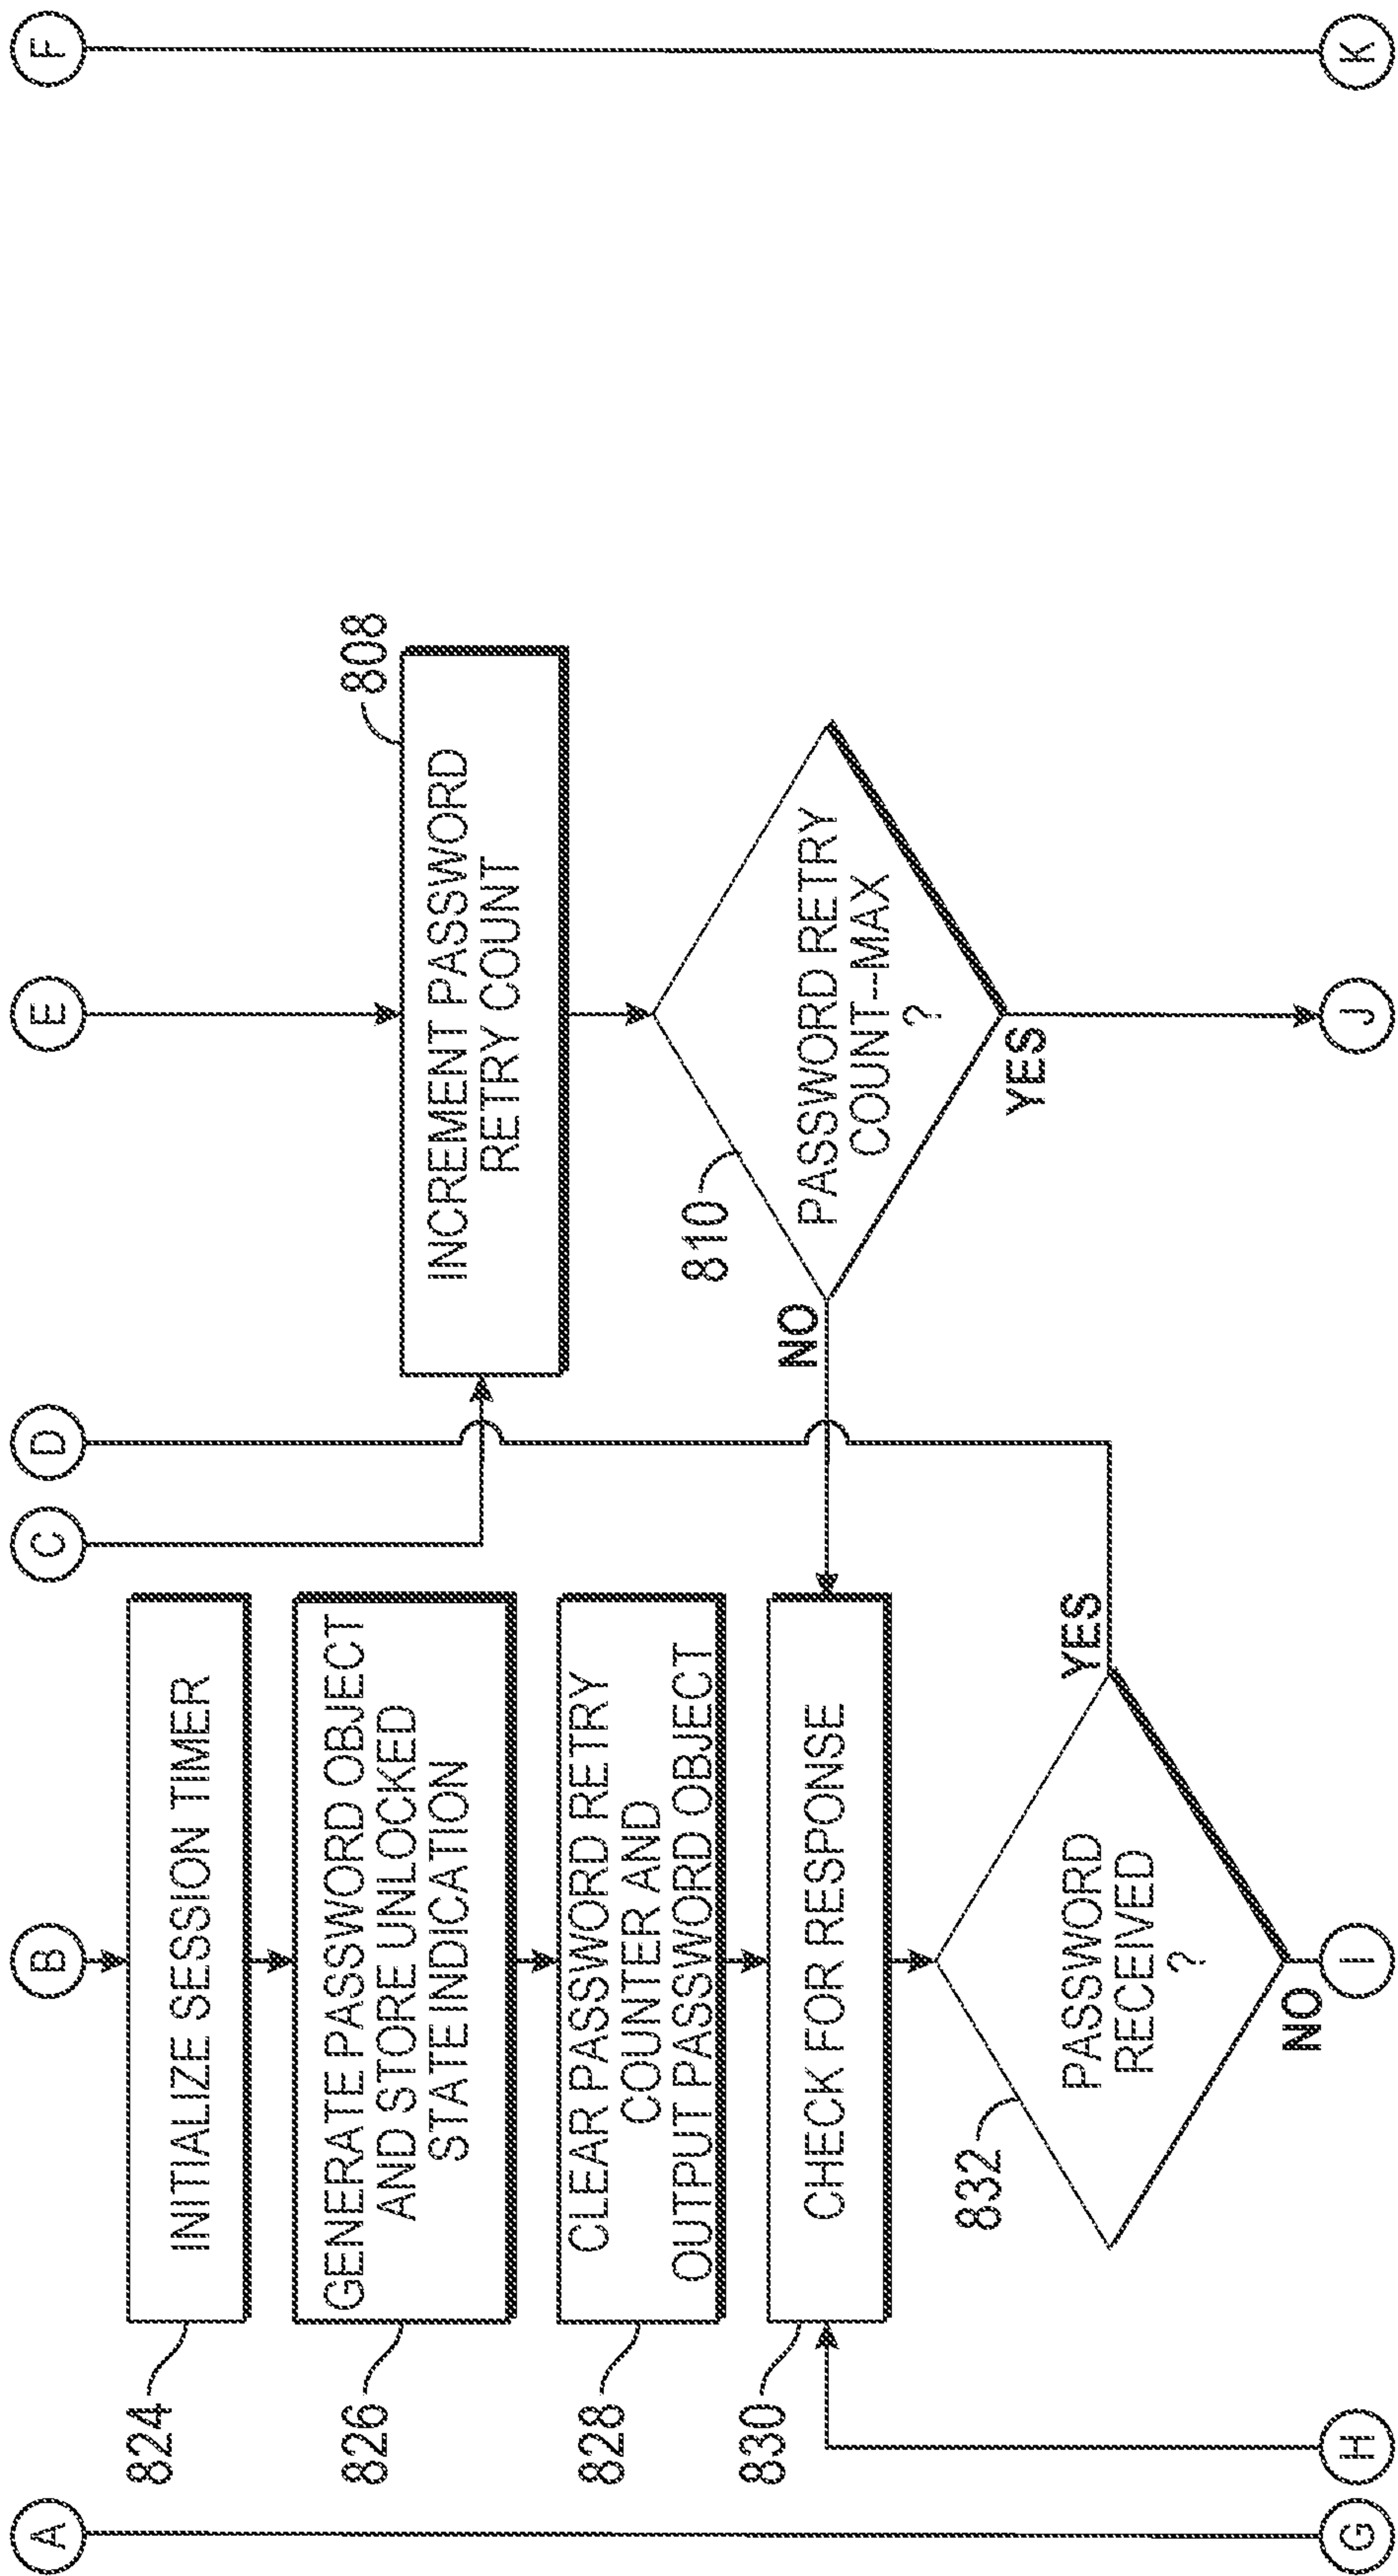 A
B
C
D
E
F
824
INITIALIZE SESSION TIMER
826
GENERATE PASSWORD OBJECT
AND STORE UNLOCKED
STATE INDICATION
828
CLEAR PASSWORD RETRY
COUNTER AND
OUTPUT PASSWORD OBJECT
830
CHECK FOR RESPONSE
832
PASSWORD
RECEIVED
?
YES
NO
808
INCREMENT PASSWORD
RETRY COUNT
810
PASSWORD RETRY
COUNT--MAX
?
NO
YES
G
H
I
J
K